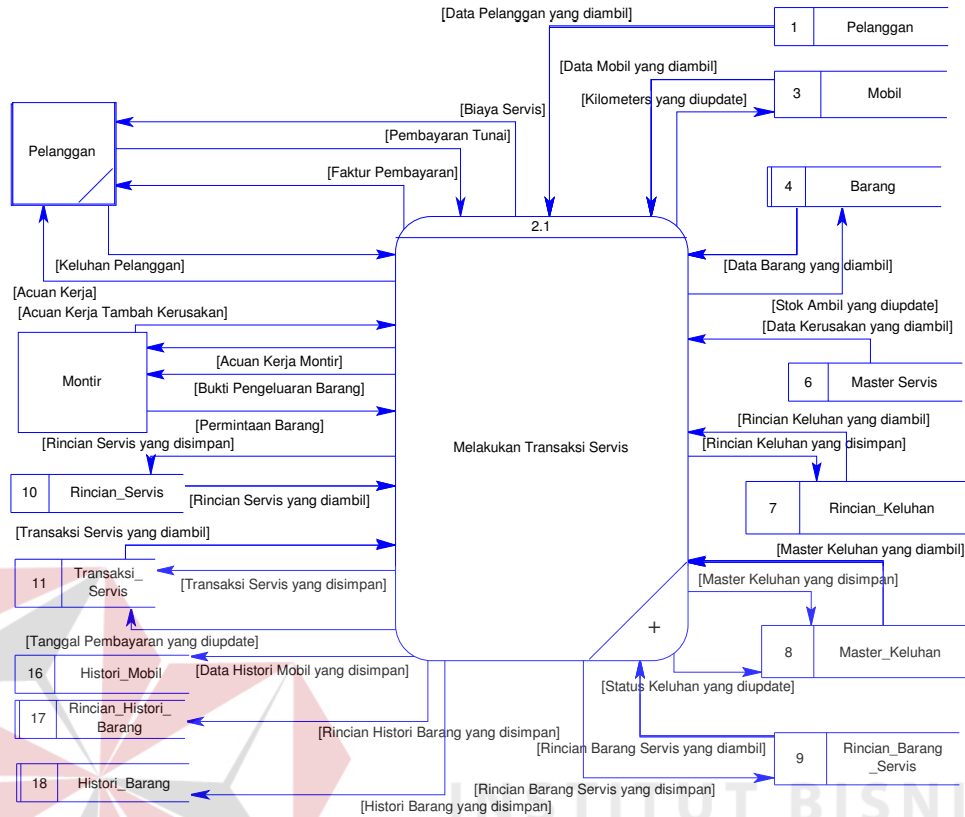 [Data Pelanggan yang diambil]
1 Pelanggan
[Data Mobil yang diambil]
3 Mobil
[Kilometers yang diupdate]
[Biaya Servis]
[Pembayaran Tunai]
Pelanggan
[Faktur Pembayaran]
4 Barang
2.1
[Keluhan Pelanggan]
[Data Barang yang diambil]
[Acuan Kerja]
[Stok Ambil yang diupdate]
[Acuan Kerja Tambah Kerusakan]
[Data Kerusakan yang diambil]
[Acuan Kerja Montir]
Montir
[Bukti Pengeluaran Barang]
6 Master Servis
[Permintaan Barang]
[Rincian Keluhan yang diambil]
[Rincian Servis yang disimpan]
[Rincian Keluhan yang disimpan]
Melakukan Transaksi Servis
10 Rincian_Servis
[Rincian Servis yang diambil]
7 Rincian_Keluhan
[Transaksi Servis yang diambil]
[Master Keluhan yang diambil]
11 Transaksi_
Servis
[Transaksi Servis yang disimpan]
[Master Keluhan yang disimpan]
+
[Tanggal Pembayaran yang diupdate]
8 Master_Keluhan
16 Histori_Mobil
[Data Histori Mobil yang disimpan]
[Status Keluhan yang diupdate]
17 Rincian_Histori_
Barang
[Rincian Histori Barang yang disimpan]
[Rincian Barang Servis yang diambil]
9 Rincian_Barang
_Servis
18 Histori_Barang
[Rincian Barang Servis yang disimpan]
[Histori Barang yang disimpan]
INSTITUT BISNI